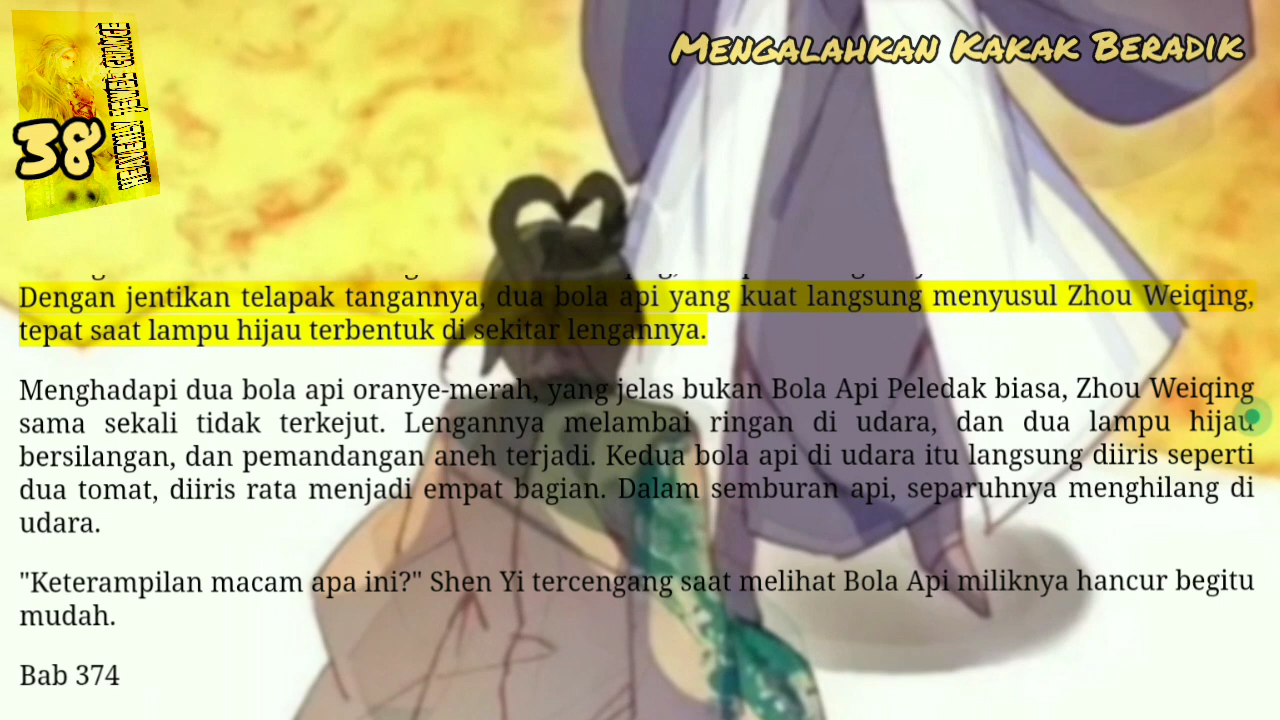 Mengalahkan Kakak Beradik
38
Dengan jentikan telapak tangannya, dua bola api yang kuat langsung menyusul Zhou Weiqing,
tepat saat lampu hijau terbentuk di sekitar lengannya.
Menghadapi dua bola api oranye-merah, yang jelas bukan Bola Api Peledak biasa, Zhou Weiqing
sama sekali tidak terkejut. Lengannya melambai ringan di udara, dan dua lampu hijau
bersilangan, dan pemandangan aneh terjadi. Kedua bola api di udara itu langsung diiris seperti
dua tomat, diiris rata menjadi empat bagian. Dalam semburan api, separuhnya menghilang di
udara.
"Keterampilan macam apa ini?" Shen Yi tercengang saat melihat Bola Api miliknya hancur begitu
mudah.
Bab 374